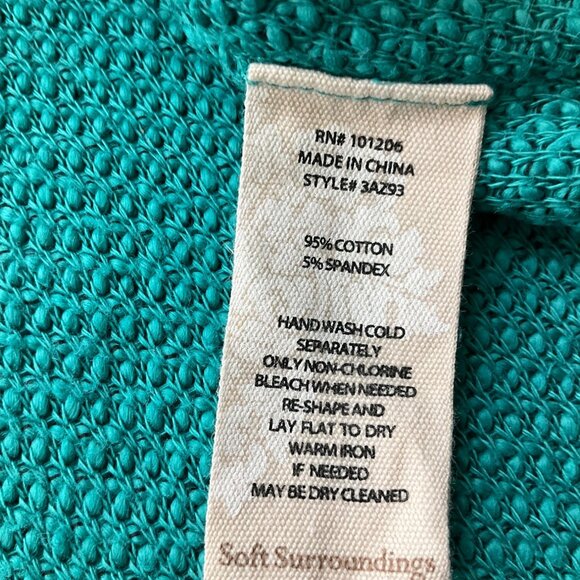 RN# 101206
MADE IN CHINA
STYLE# 3AZ93
95% COTTON
5% SPANDEX
HAND WASH COLD
SEPARATELY
ONLY NON-CHLORINE
BLEACH WHEN NEEDED
RE-SHAPE AND
LAY FLAT TO DRY
WARM IRON
IF NEEDED
MAY BE DRY CLEANED
Soft Surroundings